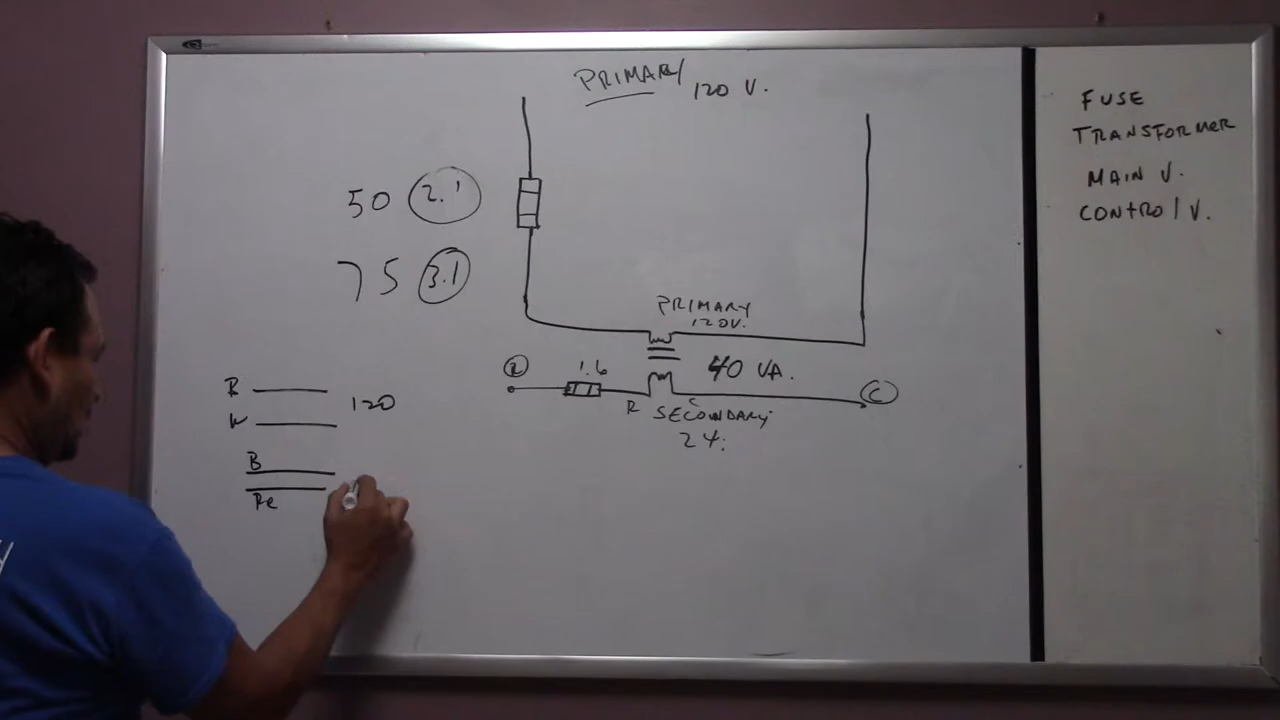 PRIMARY 120 V.
50 2.1
75 3.1
PRIMARY
120V.
R 1.6 40 VA. C
R C
SECONDARY
24.
B
W 120
B
Re
FUSE
TRANSFORMER
MAIN V.
CONTROL V.